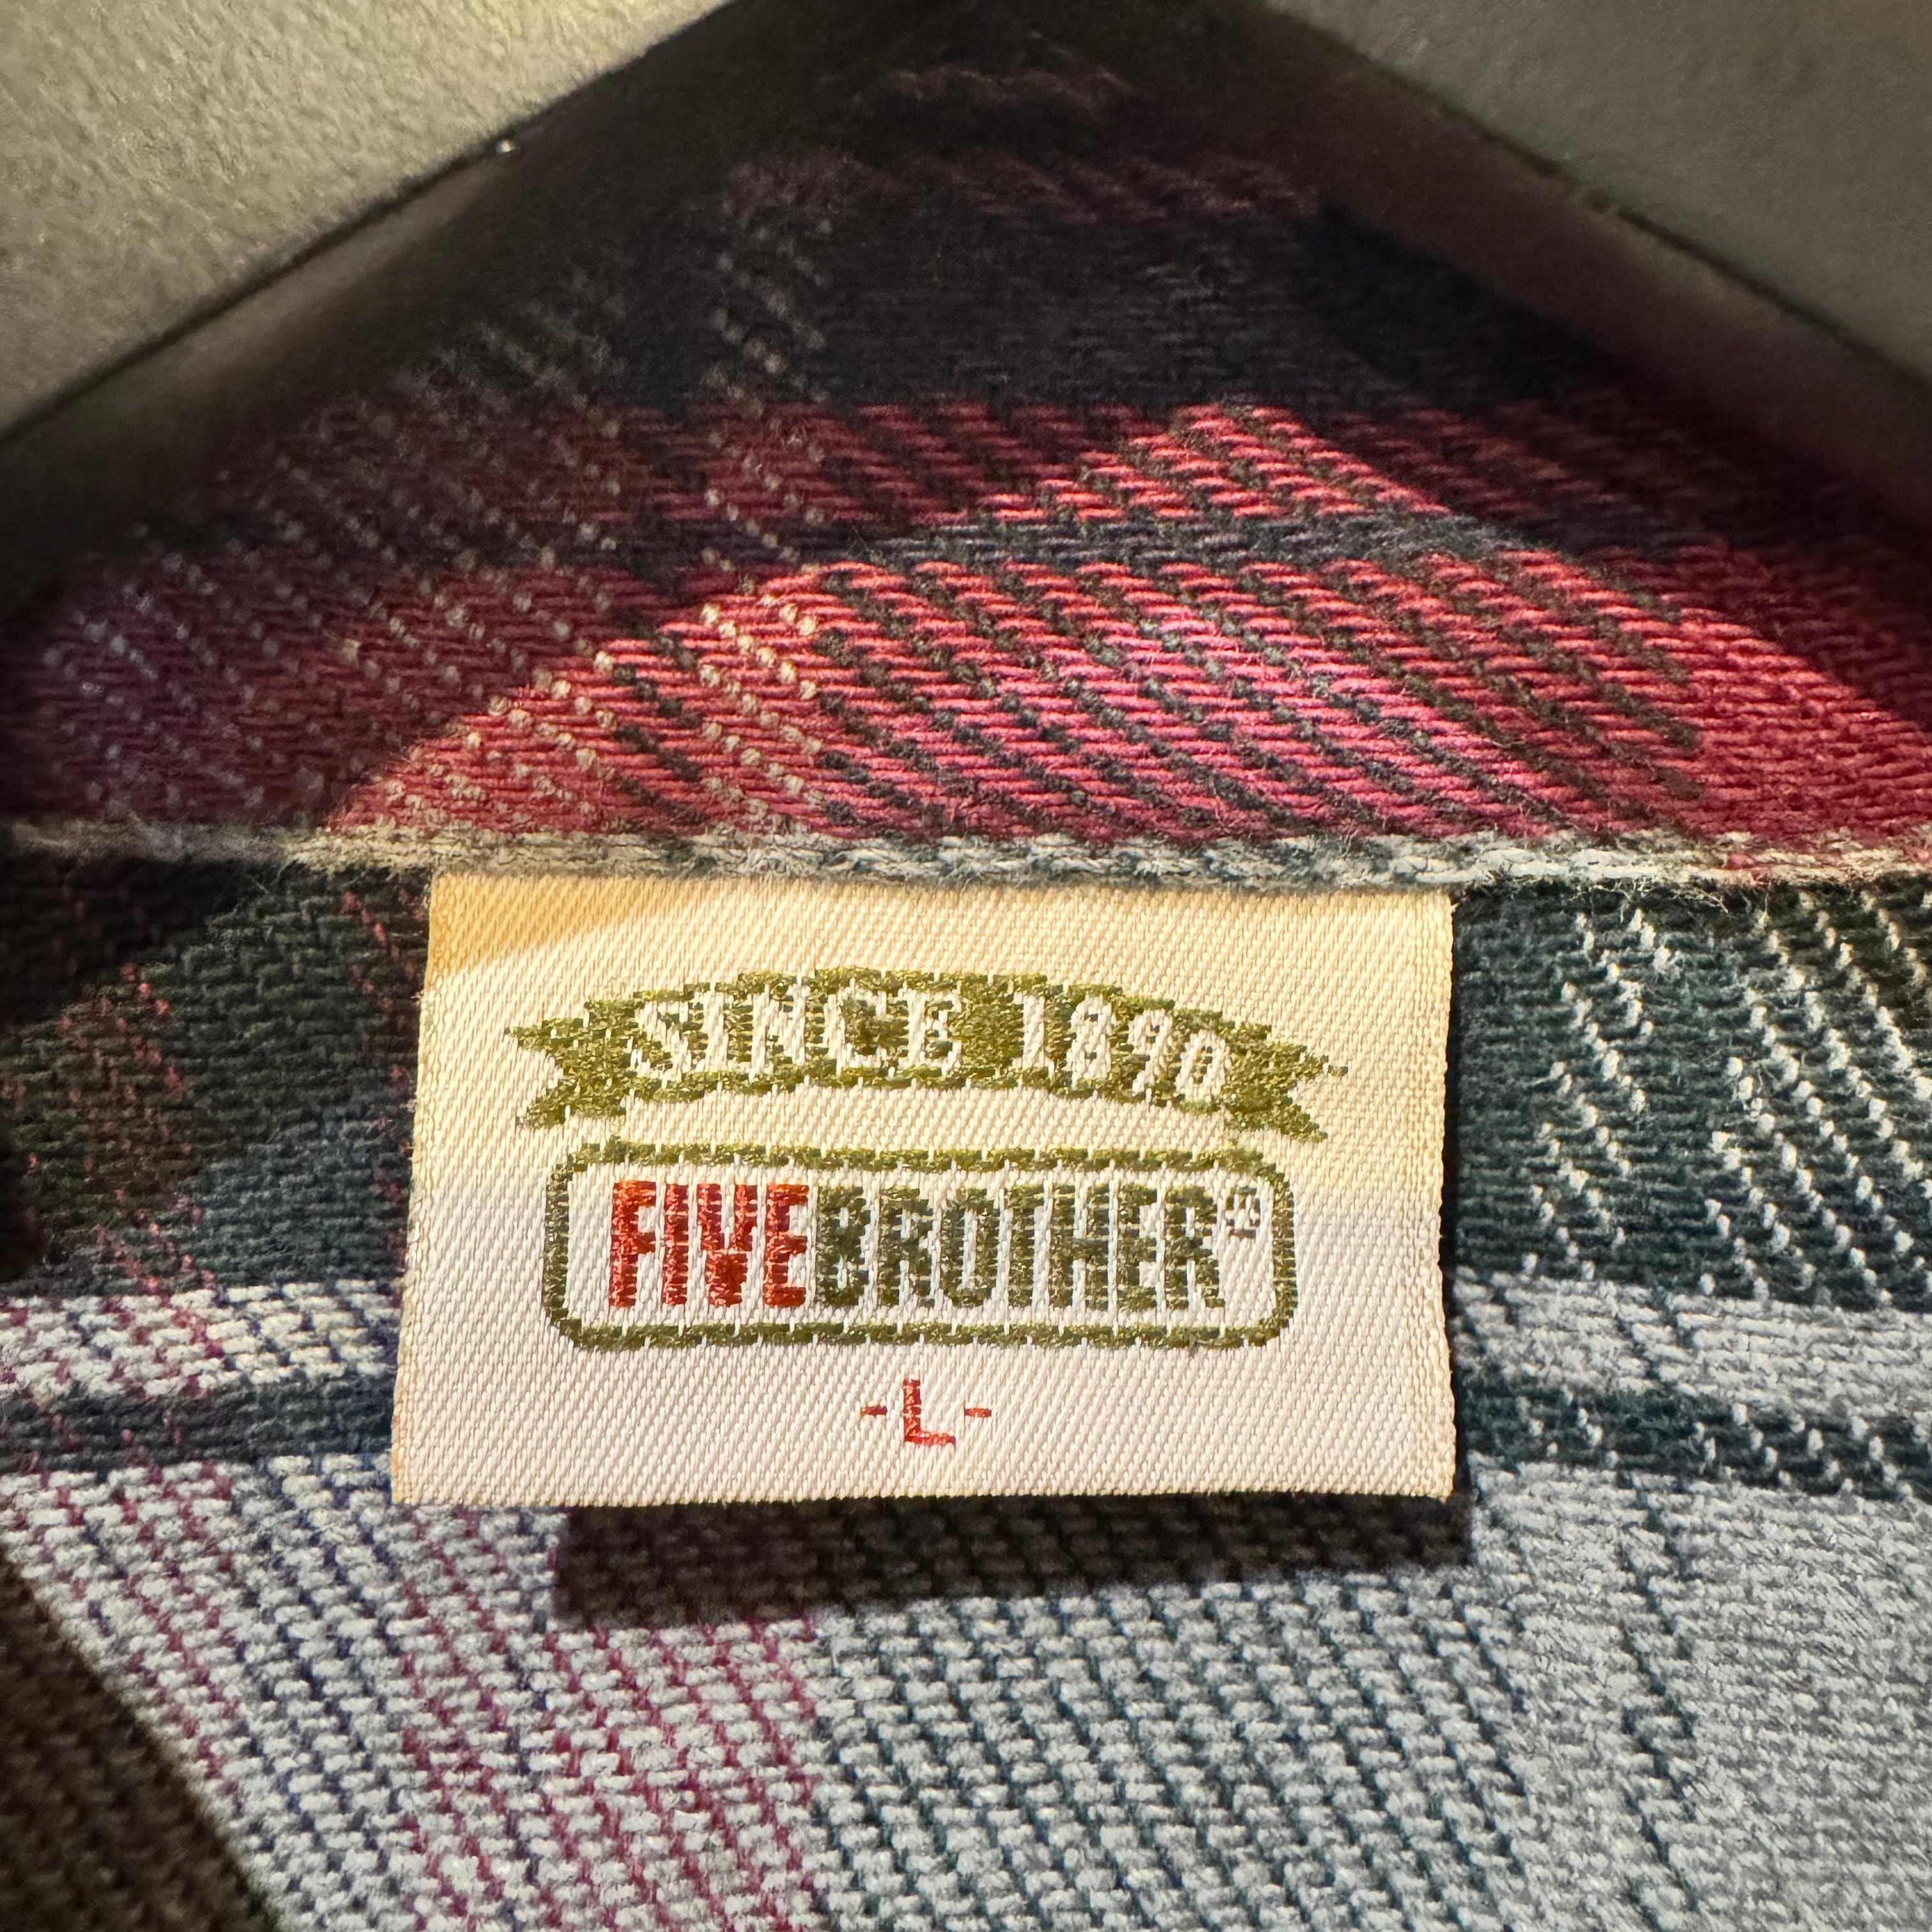 SINCE 1890
FIVEBROTHER®
-L-